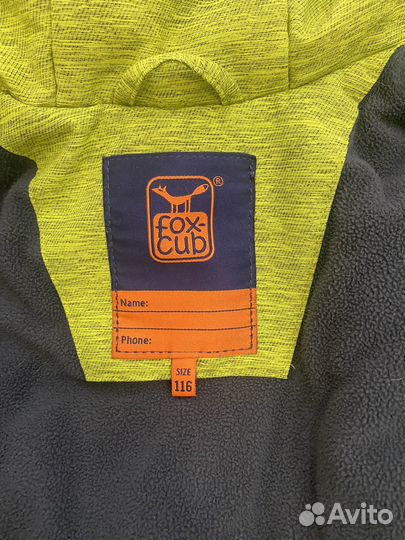 fox-
cub
®
Name:
Phone:
SIZE
116
Avito